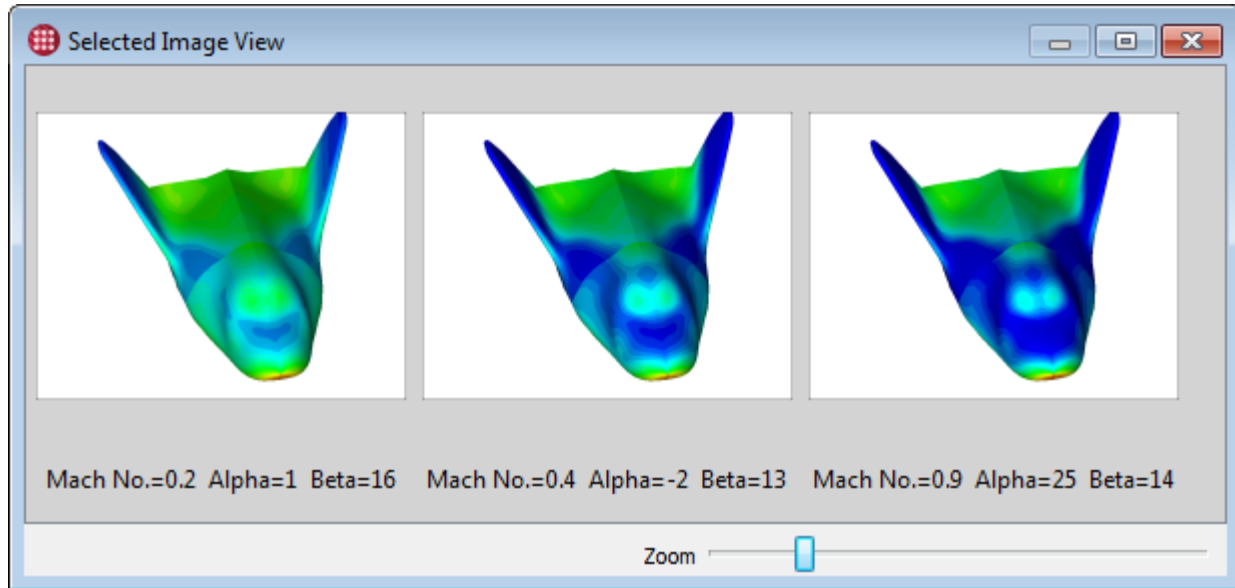 Selected Image View
Mach No.=0.2 Alpha=1 Beta=16
Mach No.=0.4 Alpha=-2 Beta=13
Mach No.=0.9 Alpha=25 Beta=14
Zoom